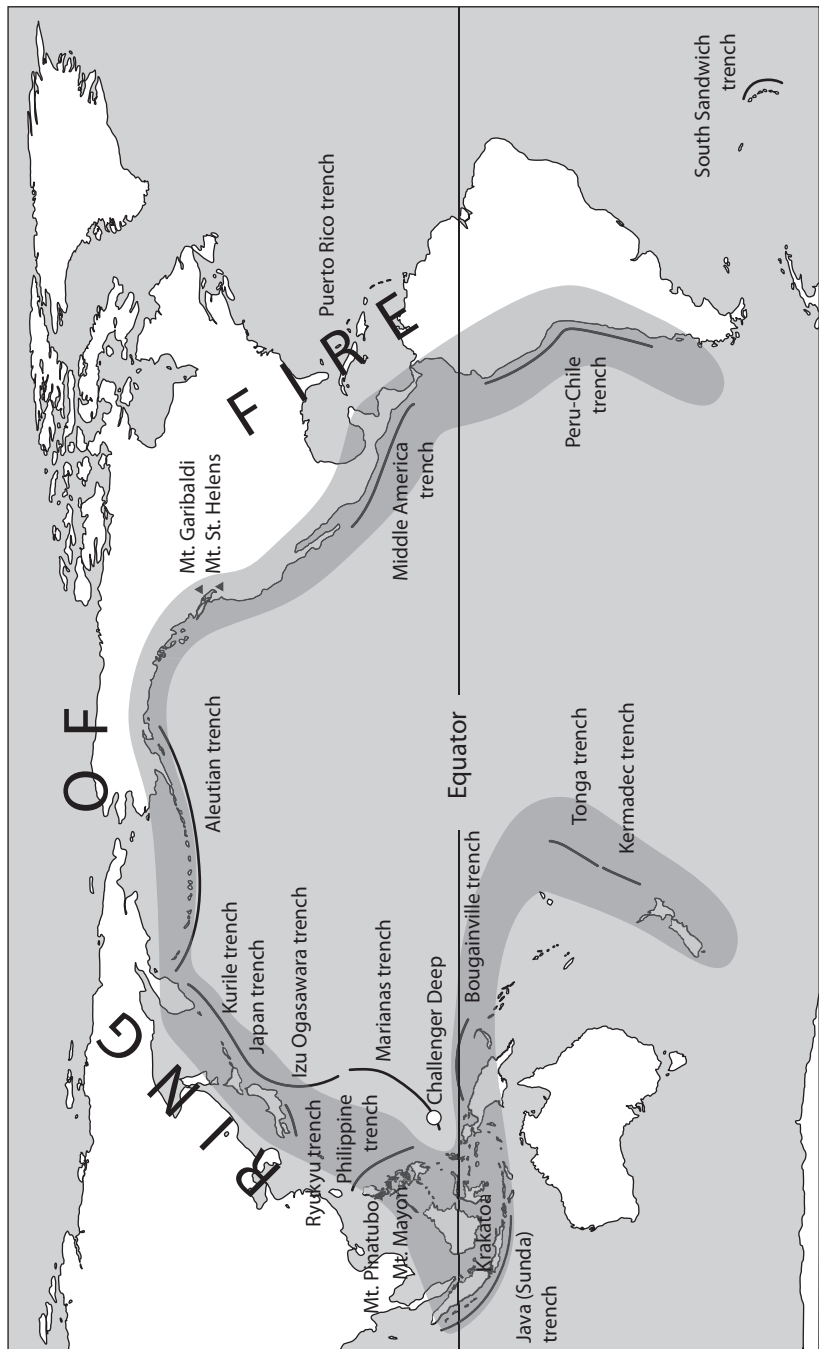 RING OF FIRE
Mt. Garibaldi
Mt. St. Helens
Puerto Rico trench
South Sandwich
trench
Aleutian trench
Kurile trench
Japan trench
Izu Ogasawara trench
Ryukyu trench
Philippine
trench
Marianas trench
Challenger Deep
Middle America
trench
Mt. Pinatubo
Mt. Mayon
Equator
Krakatoa
Java (Sunda)
trench
Bougainville trench
Tonga trench
Kermadec trench
Peru-Chile
trench